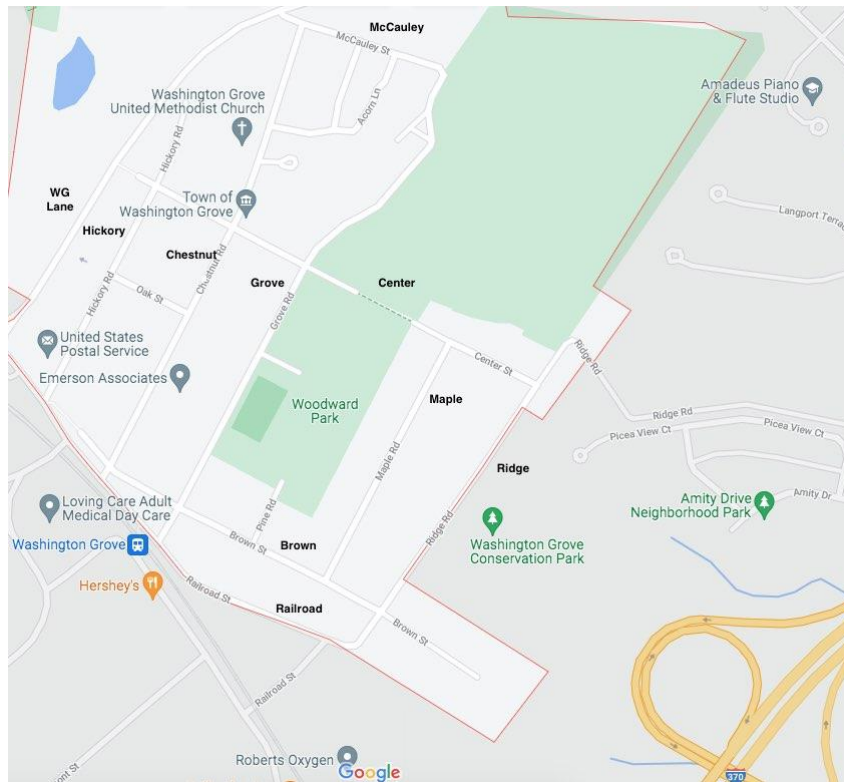 McCauley
McCauley St
Washington Grove
United Methodist Church
Acorn Ln
Amadeus Piano
& Flute Studio
Hickory Rd
WG
Lane
Town of
Washington Grove
Langport Terrac
Hickory
Chestnut
Chestnut Rd
Grove
Center
Hickory Rd
Oak St
Grove Rd
United States
Postal Service
Center St
Ridge Rd
Emerson Associates
Woodward
Park
Maple
Ridge Rd
Picea View Ct
Picea View Ct
Maple Rd
Ridge
Loving Care Adult
Medical Day Care
Pine Rd
Amity Drive
Neighborhood Park
Amity Dr
Ridge Rd
Washington Grove
Brown St
Brown
Washington Grove
Conservation Park
Hershey's
Railroad St
Railroad
Brown St
Railroad St
ont St
Roberts Oxygen
Google
370